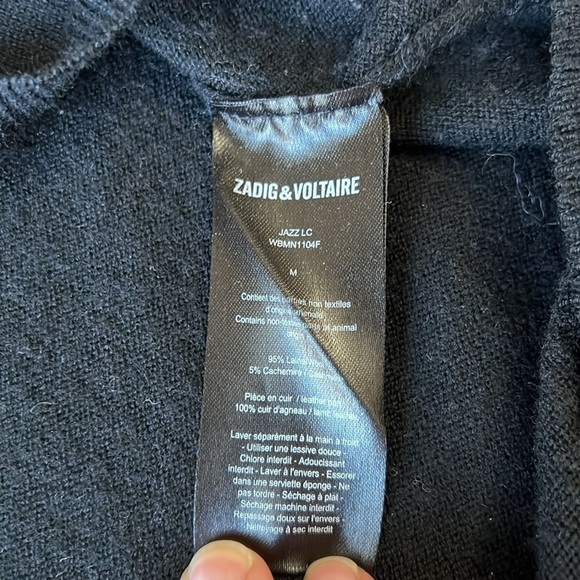 ZADIG&VOLTAIRE
JAZZ LC
WBMN1104F
M
Contient des parties non textiles
d'origine animale
Contains non-textile parts of animal
95% Laine
5% Cachemire /
Pièce en cuir / leather
100% cuir d'agneau / lamb
Laver séparément à la main à froid
- Utiliser une lessive douce -
Chlore interdit - Adoucissant
interdit - Laver à l'envers - Essorer
dans une serviette éponge - Ne
pas tordre - Séchage à plat -
Séchage machine interdit -
Repassage doux sur l'envers -
Nettoyage à sec interdit